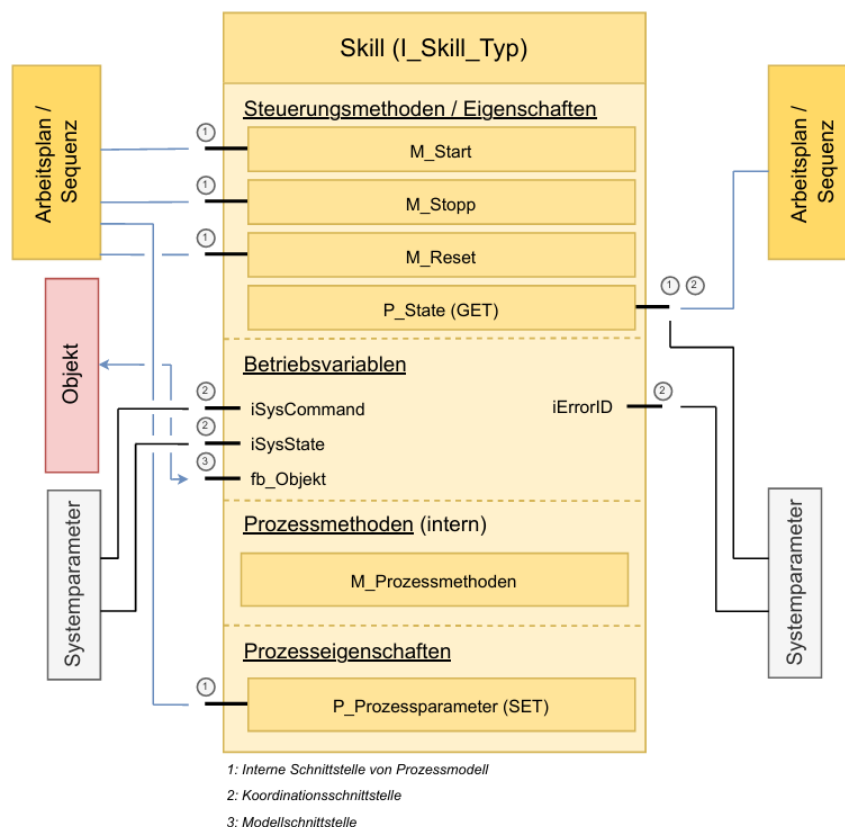 Skill (I_Skill_Typ)
Arbeitsplan /
Sequenz
Steuerungsmethoden / Eigenschaften
1
M_Start
1
M_Stopp
1
M_Reset
P_State (GET)
1 2
Arbeitsplan /
Sequenz
Objekt
Betriebsvariablen
2
iSysCommand
iErrorID
2
2
iSysState
3
fb_Objekt
Systemparameter
Prozessmethoden (intern)
M_Prozessmethoden
Systemparameter
Prozesseigenschaften
1
P_Prozessparameter (SET)
1: Interne Schnittstelle von Prozessmodell
2: Koordinationsschnittstelle
3: Modellschnittstelle